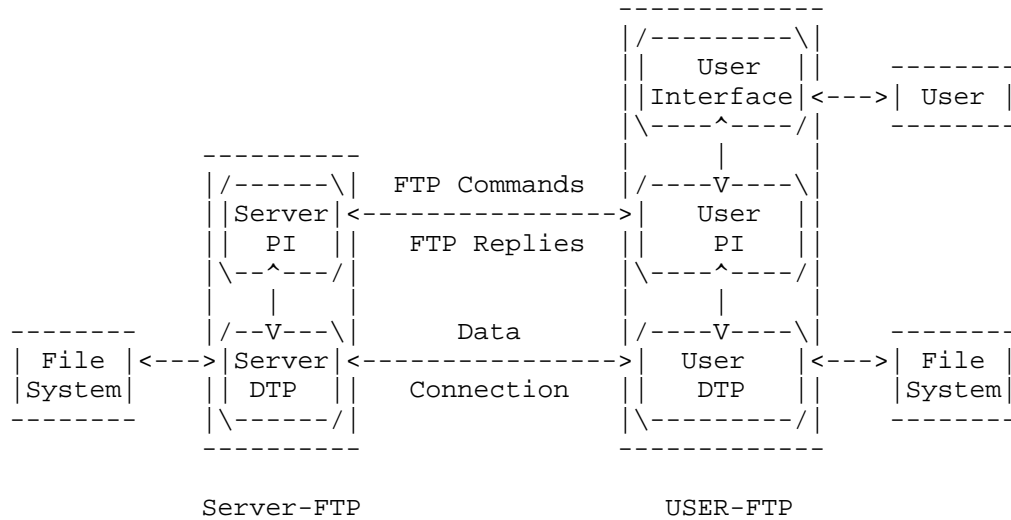 -------------
                                            |/---------\|
                                            ||   User  ||    --------
                                            ||Interface|<--->| User |
                                            |\----^----/|    --------
                  ----------                |     |     |
                  |/------\|  FTP Commands  |/----V----\|
                  ||Server|<---------------->|   User  ||
                  ||  PI  ||   FTP Replies  ||    PI   ||
                  |\--^---/|                |\----^----/|
                  |   |    |                |     |     |
      --------    |/--V---\|      Data      |/----V----\|    --------
      | File |<--->|Server|<---------------->|  User   |<--->| File |
      |System|    || DTP  ||   Connection   ||   DTP   ||    |System|
      --------    |\------/|                |\---------/|    --------
                  ----------                -------------

                  Server-FTP                   USER-FTP